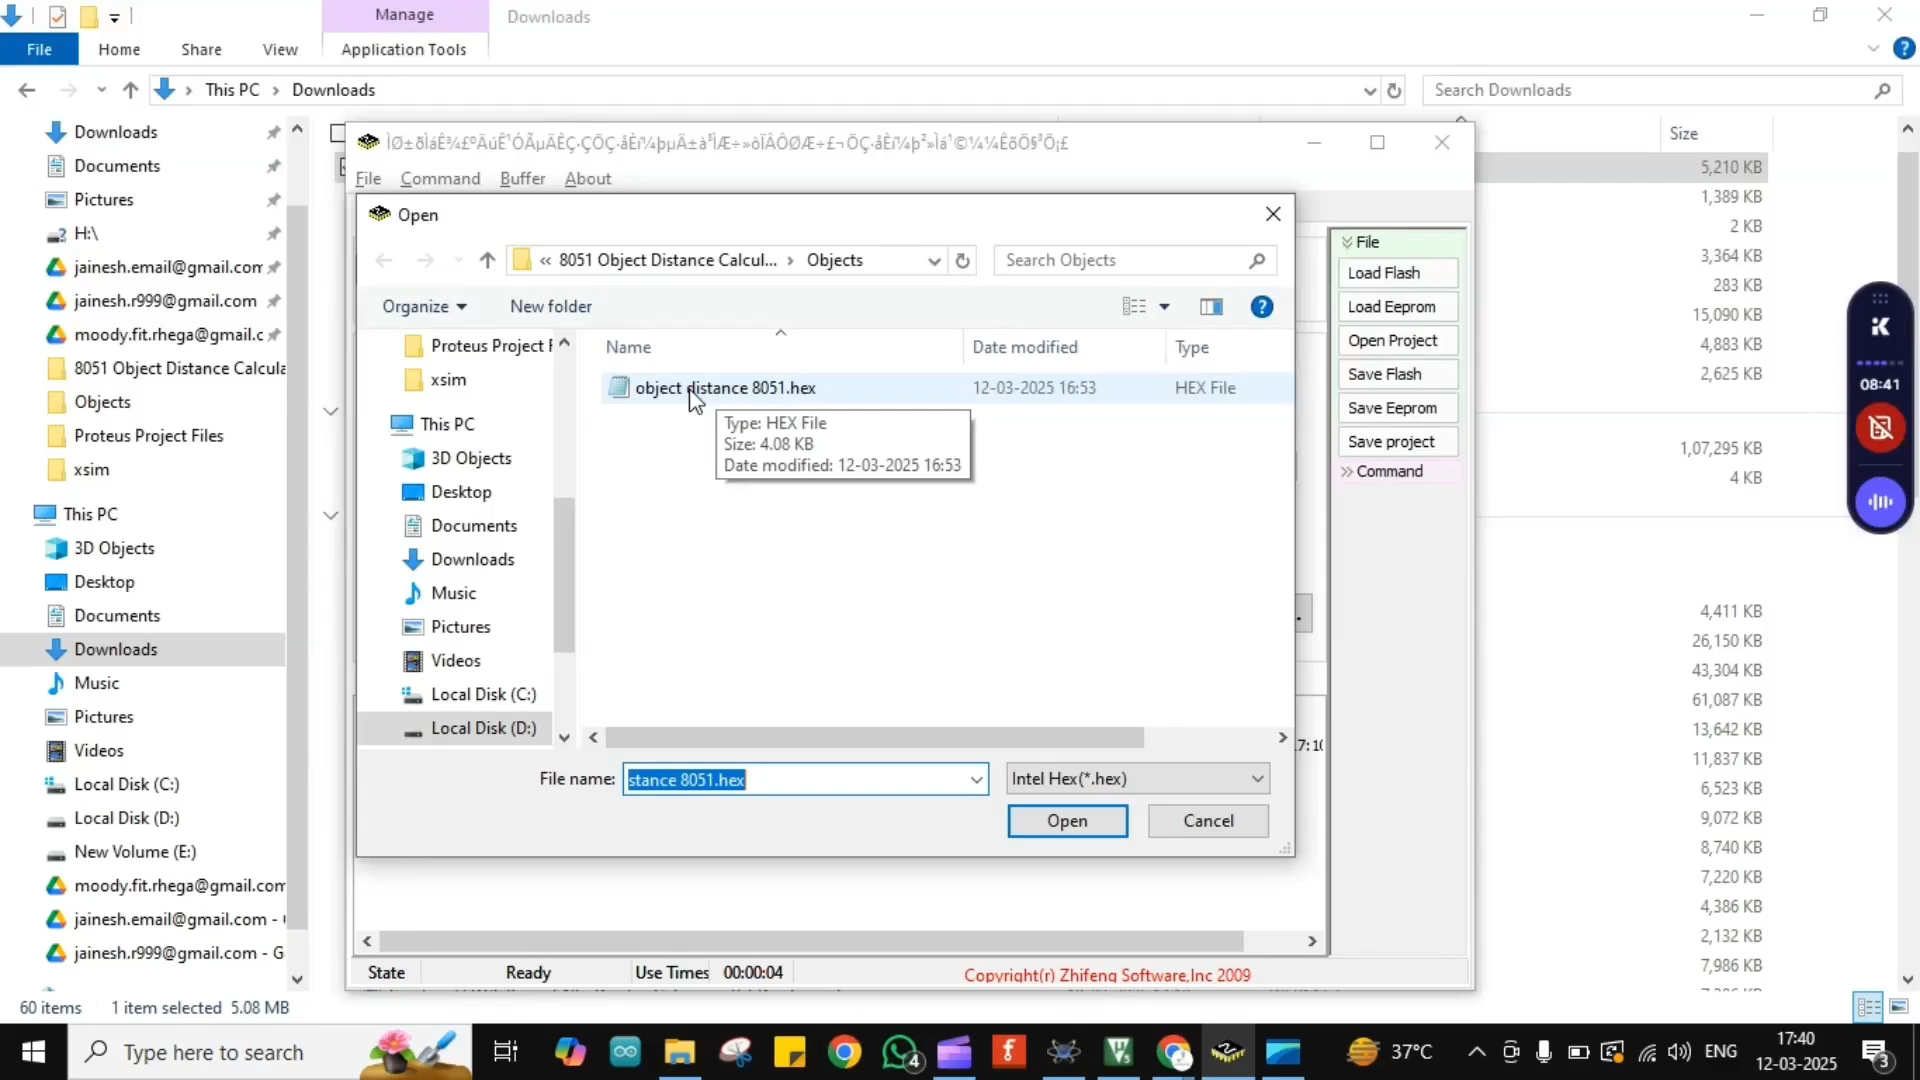 Manage
Downloads
File
Home
Share
View
Application Tools
This PC
Downloads
Search Downloads
Downloads
Documents
Pictures
H:\
jainesh.email@gmail.com
jainesh.r999@gmail.com
moody.fit.rhega@gmail.c
8051 Object Distance Calcula
Objects
Proteus Project Files
xsim
This PC
3D Objects
Desktop
Documents
Downloads
Music
Pictures
Videos
Local Disk (C:)
Local Disk (D:)
New Volume (E:)
moody.fit.rhega@gmail.com
jainesh.email@gmail.com -
jainesh.r999@gmail.com - G
60 items
1 item selected 5.08 MB
File
Command
Buffer
About
Open
« 8051 Object Distance Calcul...
Objects
Search Objects
Organize
New folder
Proteus Project F
xsim
This PC
3D Objects
Desktop
Documents
Downloads
Music
Pictures
Videos
Local Disk (C:)
Local Disk (D:)
Name
Date modified
Type
object distance 8051.hex
12-03-2025 16:53
HEX File
Type: HEX File
Size: 4.08 KB
Date modified: 12-03-2025 16:53
File name:
stance 8051.hex
Intel Hex(*.hex)
Open
Cancel
7:10
File
Load Flash
Load Eeprom
Open Project
Save Flash
Save Eeprom
Save project
Command
State
Ready
Use Times
00:00:04
Copyright(r) Zhifeng Software,Inc 2009
Size
5,210 KB
1,389 KB
2 KB
3,364 KB
283 KB
15,090 KB
4,883 KB
2,625 KB
1,07,295 KB
4 KB
4,411 KB
26,150 KB
43,304 KB
61,087 KB
13,642 KB
11,837 KB
6,523 KB
9,072 KB
8,740 KB
7,220 KB
4,386 KB
2,132 KB
7,986 KB
08:41
Type here to search
4
37°C
ENG
17:40
12-03-2025
3